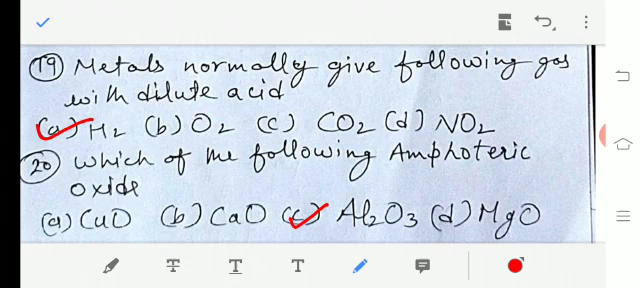 (19) Metals normally give following gas
with dilute acid
(a) H2 (b) O2 (c) CO2 (d) NO2
(20) which of the following Amphoteric
oxide
(a) CuO (b) CaO (c) Al2O3 (d) MgO
T T T